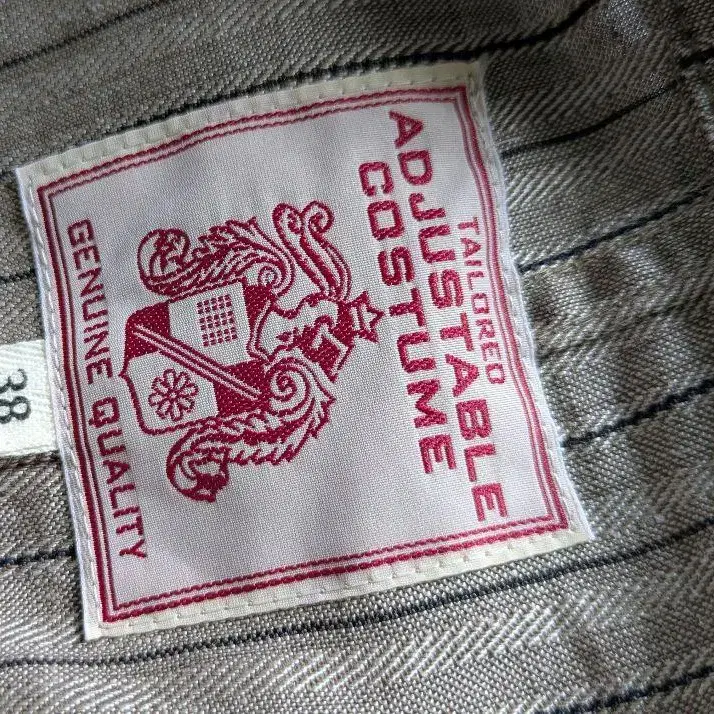 TAILORED
ADJUSTABLE
COSTUME
GENUINE QUALITY
38